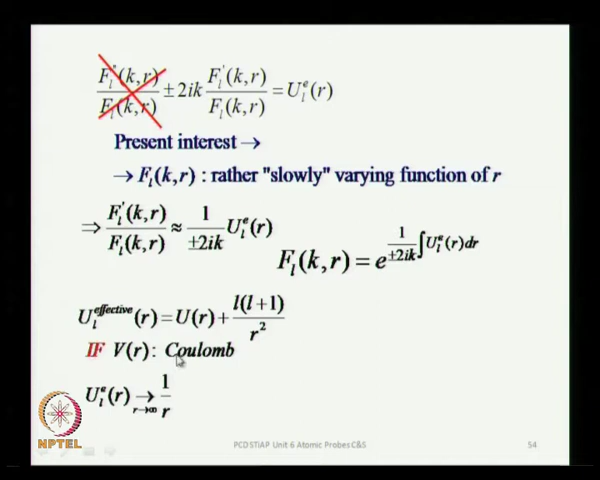 F_l''(k,r)/F_l(k,r) ± 2ik F_l'(k,r)/F_l(k,r) = U_l^e(r)
Present interest →
→ F_l(k,r) : rather "slowly" varying function of r
⇒ F_l'(k,r)/F_l(k,r) ≈ 1/±2ik U_l^e(r)
F_l(k,r) = e^{1/±2ik ∫U_l^e(r)dr}
U_l^{effective}(r) = U(r) + l(l+1)/r^2
IF V(r): Coulomb
U_l^e(r) →_{r→∞} 1/r
NPTEL
PCD STiAP Unit 6 Atomic Probes C&S
54